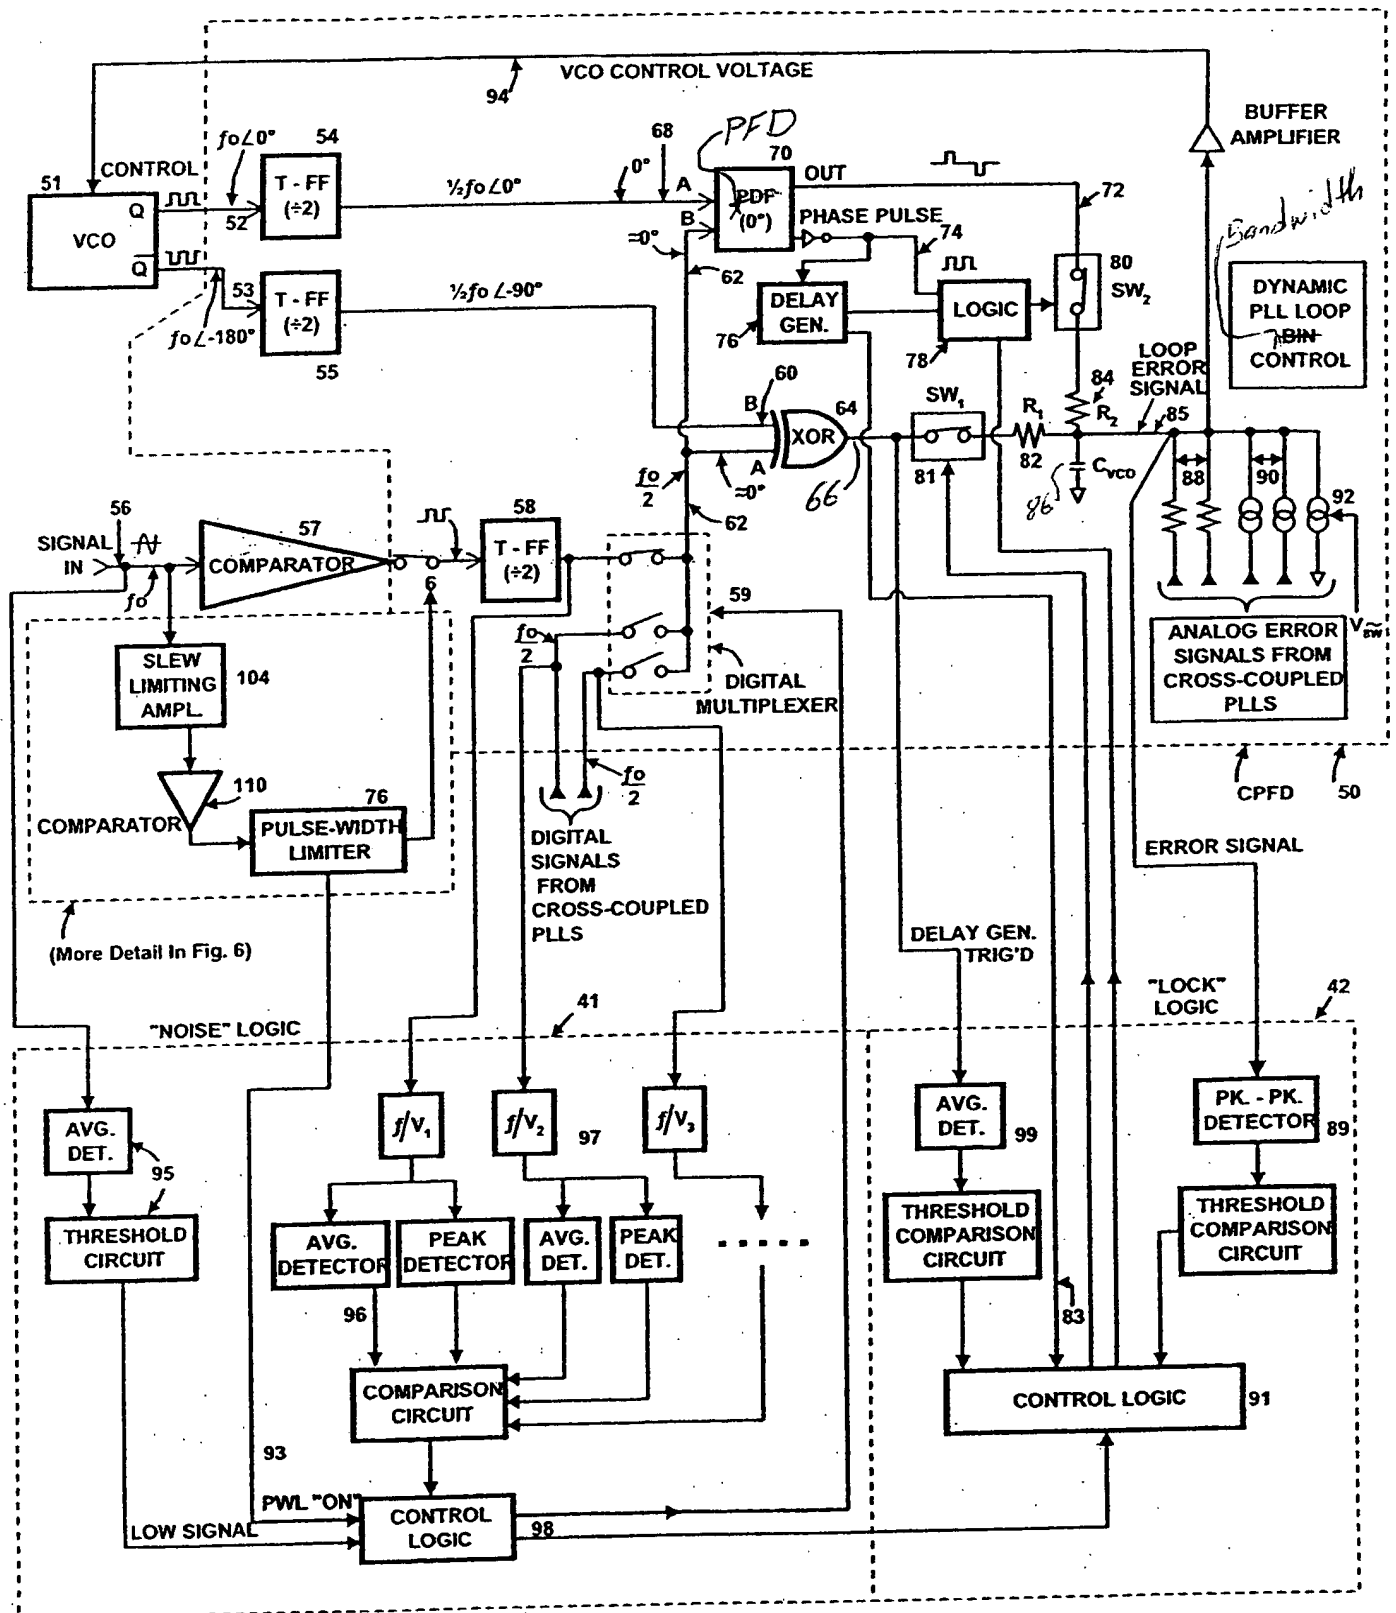 VCO CONTROL VOLTAGE
94
BUFFER
AMPLIFIER
fo∠0°
54
68
PFD
70
OUT
CONTROL
51
Q
VCO
Q̅
52
T - FF
(÷2)
½fo∠0°
0°
A
B
PDF
(0°)
≈0°
PHASE PULSE
72
74
62
Bandwidth
53
fo∠-180°
T - FF
(÷2)
55
½fo∠-90°
DELAY
GEN.
76
LOGIC
78
80
SW2
DYNAMIC
PLL LOOP
BIN
CONTROL
LOOP
ERROR
SIGNAL
84
R2
85
60
B
A
XOR
64
66
≈0°
SW1
81
R1
82
CVCO
86
88
90
92
fo/2
62
56
SIGNAL
IN
fo
57
COMPARATOR
6
58
T - FF
(÷2)
59
fo/2
DIGITAL
MULTIPLEXER
fo/2
ANALOG ERROR
SIGNALS FROM
CROSS-COUPLED
PLLS
SLEW
LIMITING
AMPL.
104
110
COMPARATOR
76
PULSE-WIDTH
LIMITER
(More Detail In Fig. 6)
DIGITAL
SIGNALS
FROM
CROSS-COUPLED
PLLS
CPFD
50
ERROR SIGNAL
DELAY GEN.
TRIG'D
"NOISE" LOGIC
41
"LOCK"
LOGIC
42
AVG.
DET.
95
THRESHOLD
CIRCUIT
f/V1
f/V2
97
f/V3
AVG.
DETECTOR
PEAK
DETECTOR
AVG.
DET.
PEAK
DET.
96
COMPARISON
CIRCUIT
AVG.
DET.
99
THRESHOLD
COMPARISON
CIRCUIT
PK. - PK.
DETECTOR
89
THRESHOLD
COMPARISON
CIRCUIT
83
CONTROL LOGIC
91
93
PWL "ON"
LOW SIGNAL
CONTROL
LOGIC
98